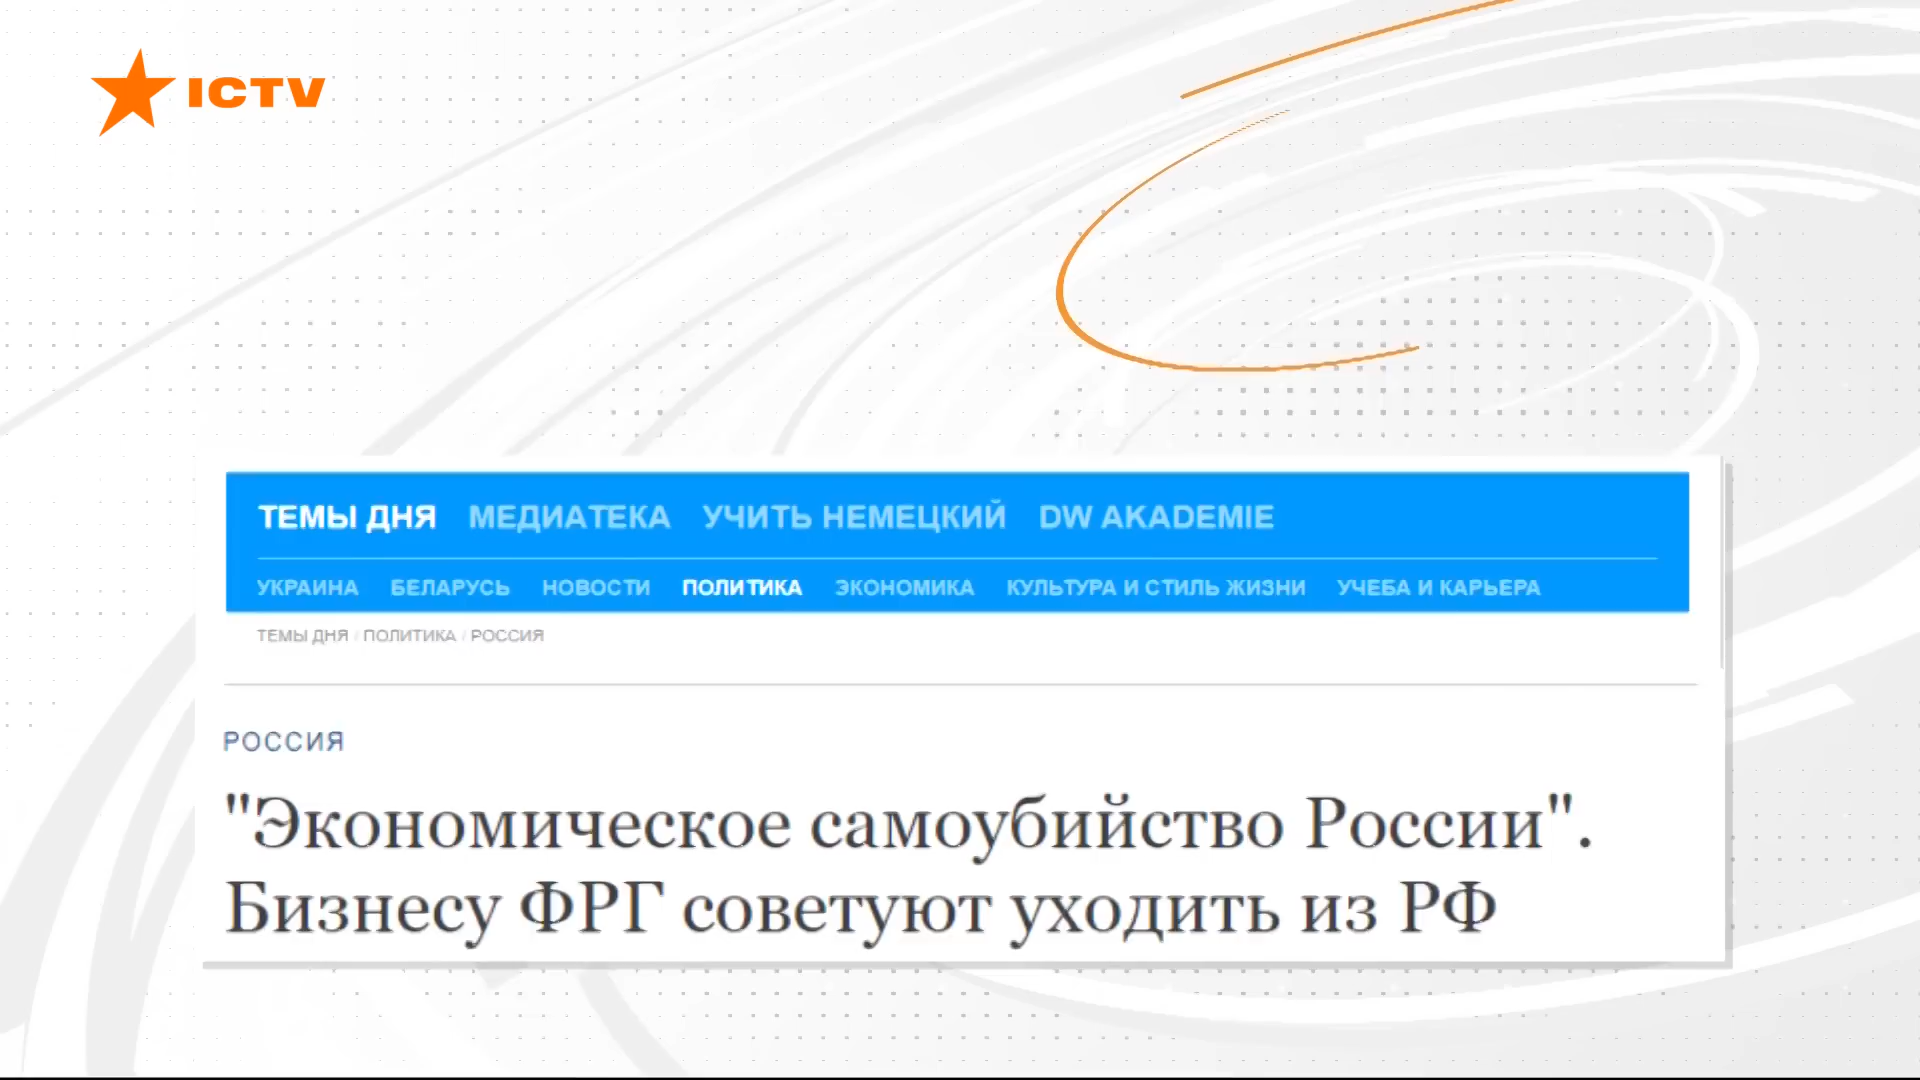 ICTV
ТЕМЫ ДНЯ МЕДИАТЕКА УЧИТЬ НЕМЕЦКИЙ DW AKADEMIE
УКРАИНА БЕЛАРУСЬ НОВОСТИ ПОЛИТИКА ЭКОНОМИКА КУЛЬТУРА И СТИЛЬ ЖИЗНИ УЧЕБА И КАРЬЕРА
ТЕМЫ ДНЯ / ПОЛИТИКА / РОССИЯ
РОССИЯ
"Экономическое самоубийство России".
Бизнесу ФРГ советуют уходить из РФ